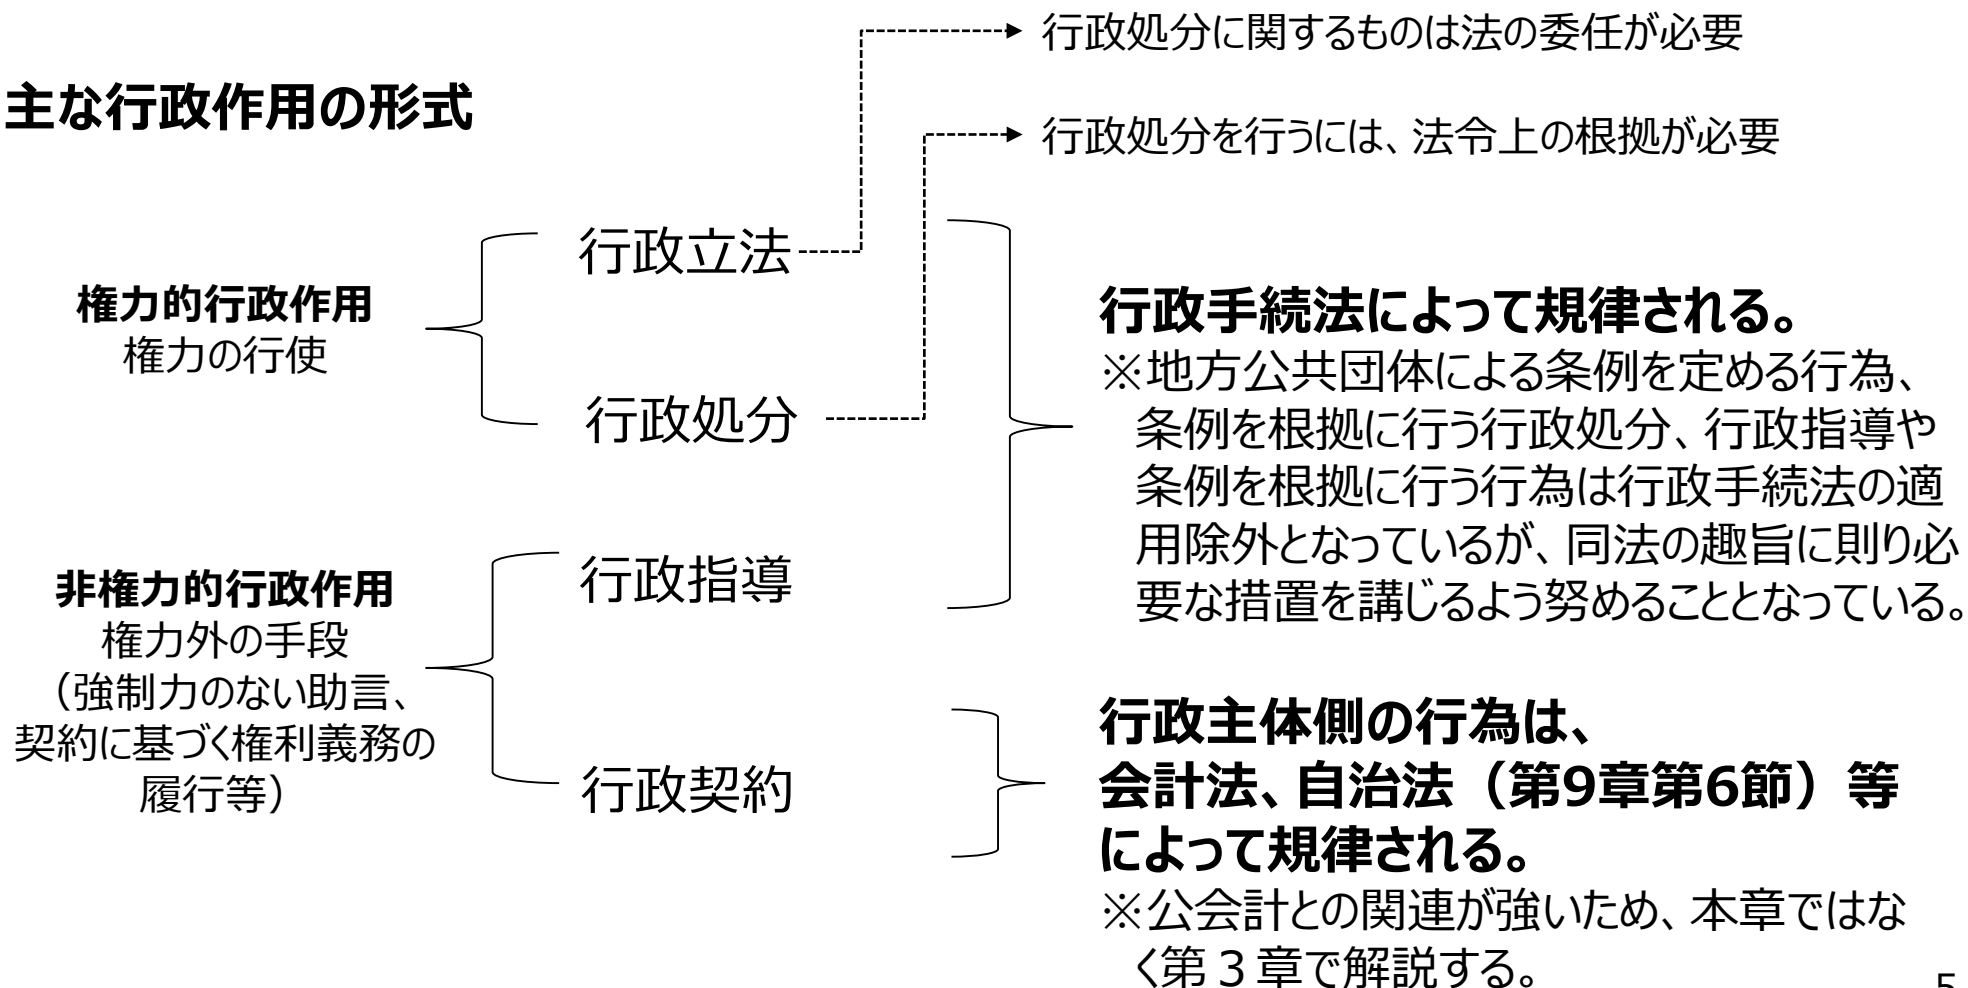 行政処分に関するものは法の委任が必要
主な行政作用の形式
行政処分を行うには、法令上の根拠が必要
権力的行政作用
権力の行使
行政立法
行政処分
行政手続法によって規律される。
※地方公共団体による条例を定める行為、
条例を根拠に行う行政処分、行政指導や
条例を根拠に行う行為は行政手続法の適
用除外となっているが、同法の趣旨に則り必
要な措置を講じるよう努めることとなっている。
非権力的行政作用
権力外の手段
（強制力のない助言、
契約に基づく権利義務の
履行等）
行政指導
行政契約
行政主体側の行為は、
会計法、自治法（第9章第6節）等
によって規律される。
※公会計との関連が強いため、本章ではな
く第３章で解説する。
5